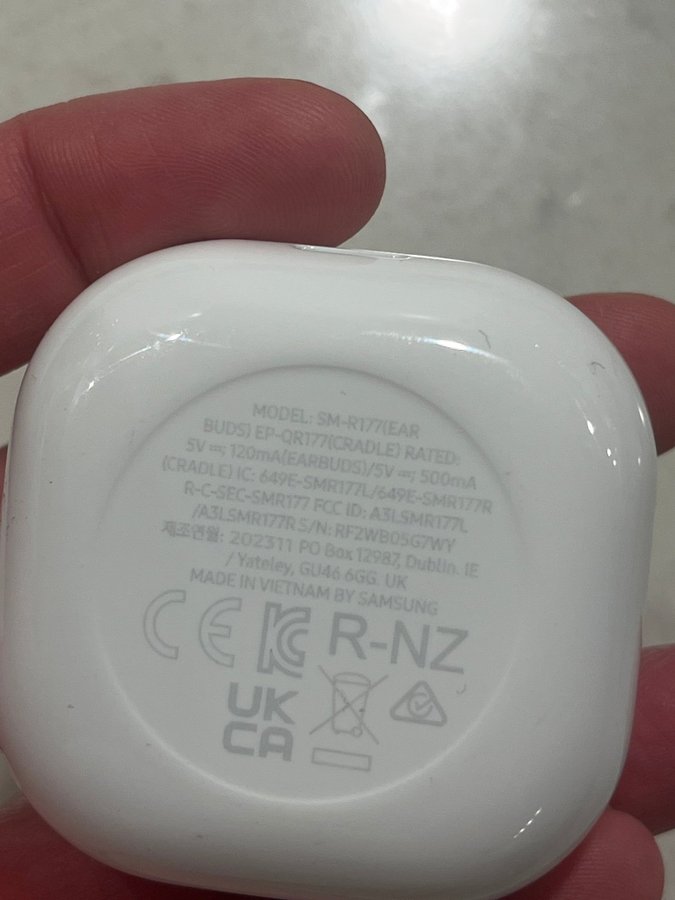 MODEL: SM-R177(EAR
BUDS) EP-QR177(CRADLE) RATED:
5V ⎓; 120mA(EARBUDS)/5V ⎓; 500mA
(CRADLE) IC: 649E-SMR177L/649E-SMR177R
R-C-SEC-SMR177 FCC ID: A3LSMR177L
/A3LSMR177R S/N: RF2WB05G7WY
제조연월: 202311 PO Box 12987, Dublin. IE
/ Yateley, GU46 6GG. UK
MADE IN VIETNAM BY SAMSUNG
CE KC R-NZ
UK
CA